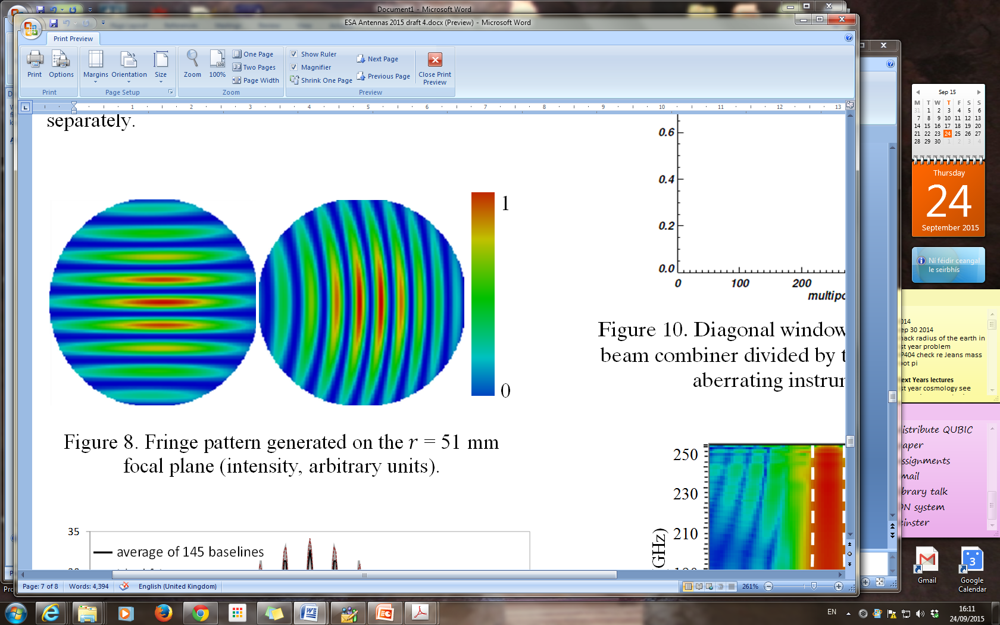 Document1 - Microsoft Word
ESA Antennas 2015 draft 4.docx (Preview) - Microsoft Word
Print Preview
Print
Options
Margins
Orientation
Size
Zoom
100%
One Page
Two Pages
Page Width
Show Ruler
Magnifier
Shrink One Page
Next Page
Previous Page
Close Print
Preview
Print
Page Setup
Zoom
Preview
1 2 3 4 5 6 7 8 9 10 11 12 13
separately.
1
0
Figure 8. Fringe pattern generated on the r = 51 mm
focal plane (intensity, arbitrary units).
35
average of 145 baselines
0.6
0.4
0.2
0.0
0 100 200
multipo
Figure 10. Diagonal window
beam combiner divided by t
aberrating instrum
250
230
210
GHz)
Page: 7 of 8
Words: 4,394
English (United Kingdom)
261%
Sep 15
M T W T F S S
31 1 2 3 4 5 6
7 8 9 10 11 12 13
14 15 16 17 18 19 20
21 22 23 24 25 26 27
28 29 30 1 2 3 4
Thursday
24
September 2015
Ní féidir ceangal
le seirbhís
014
ep 30 2014
hack radius of the earth in
st year problem
P404 check re Jeans mass
oot pi
ext Years lectures
st year cosmology see
istribute QUBIC
aper
ssignments
mail
brary talk
ON system
einster
Gmail
3
Google
Calendar
EN
16:11
24/09/2015